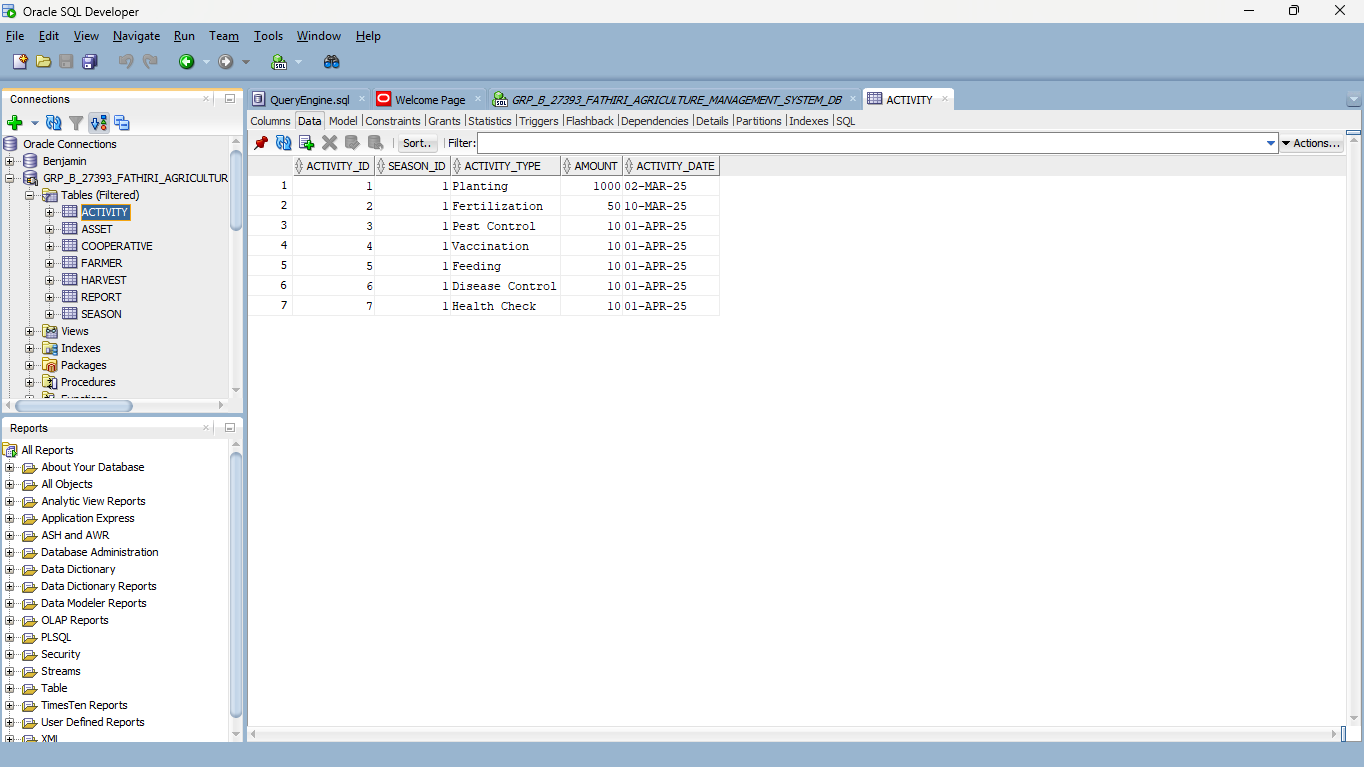 Oracle SQL Developer
File Edit View Navigate Run Team Tools Window Help
Connections
Oracle Connections
Benjamin
GRP_B_27393_FATHIRI_AGRICULTUR
Tables (Filtered)
ACTIVITY
ASSET
COOPERATIVE
FARMER
HARVEST
REPORT
SEASON
Views
Indexes
Packages
Procedures
Reports
All Reports
About Your Database
All Objects
Analytic View Reports
Application Express
ASH and AWR
Database Administration
Data Dictionary
Data Dictionary Reports
Data Modeler Reports
OLAP Reports
PLSQL
Security
Streams
Table
TimesTen Reports
User Defined Reports
XML
QueryEngine.sql Welcome Page GRP_B_27393_FATHIRI_AGRICULTURE_MANAGEMENT_SYSTEM_DB ACTIVITY
Columns Data Model Constraints Grants Statistics Triggers Flashback Dependencies Details Partitions Indexes SQL
Sort.. Filter: Actions...
ACTIVITY_ID SEASON_ID ACTIVITY_TYPE AMOUNT ACTIVITY_DATE
1 1 1 Planting 1000 02-MAR-25
2 2 1 Fertilization 50 10-MAR-25
3 3 1 Pest Control 10 01-APR-25
4 4 1 Vaccination 10 01-APR-25
5 5 1 Feeding 10 01-APR-25
6 6 1 Disease Control 10 01-APR-25
7 7 1 Health Check 10 01-APR-25